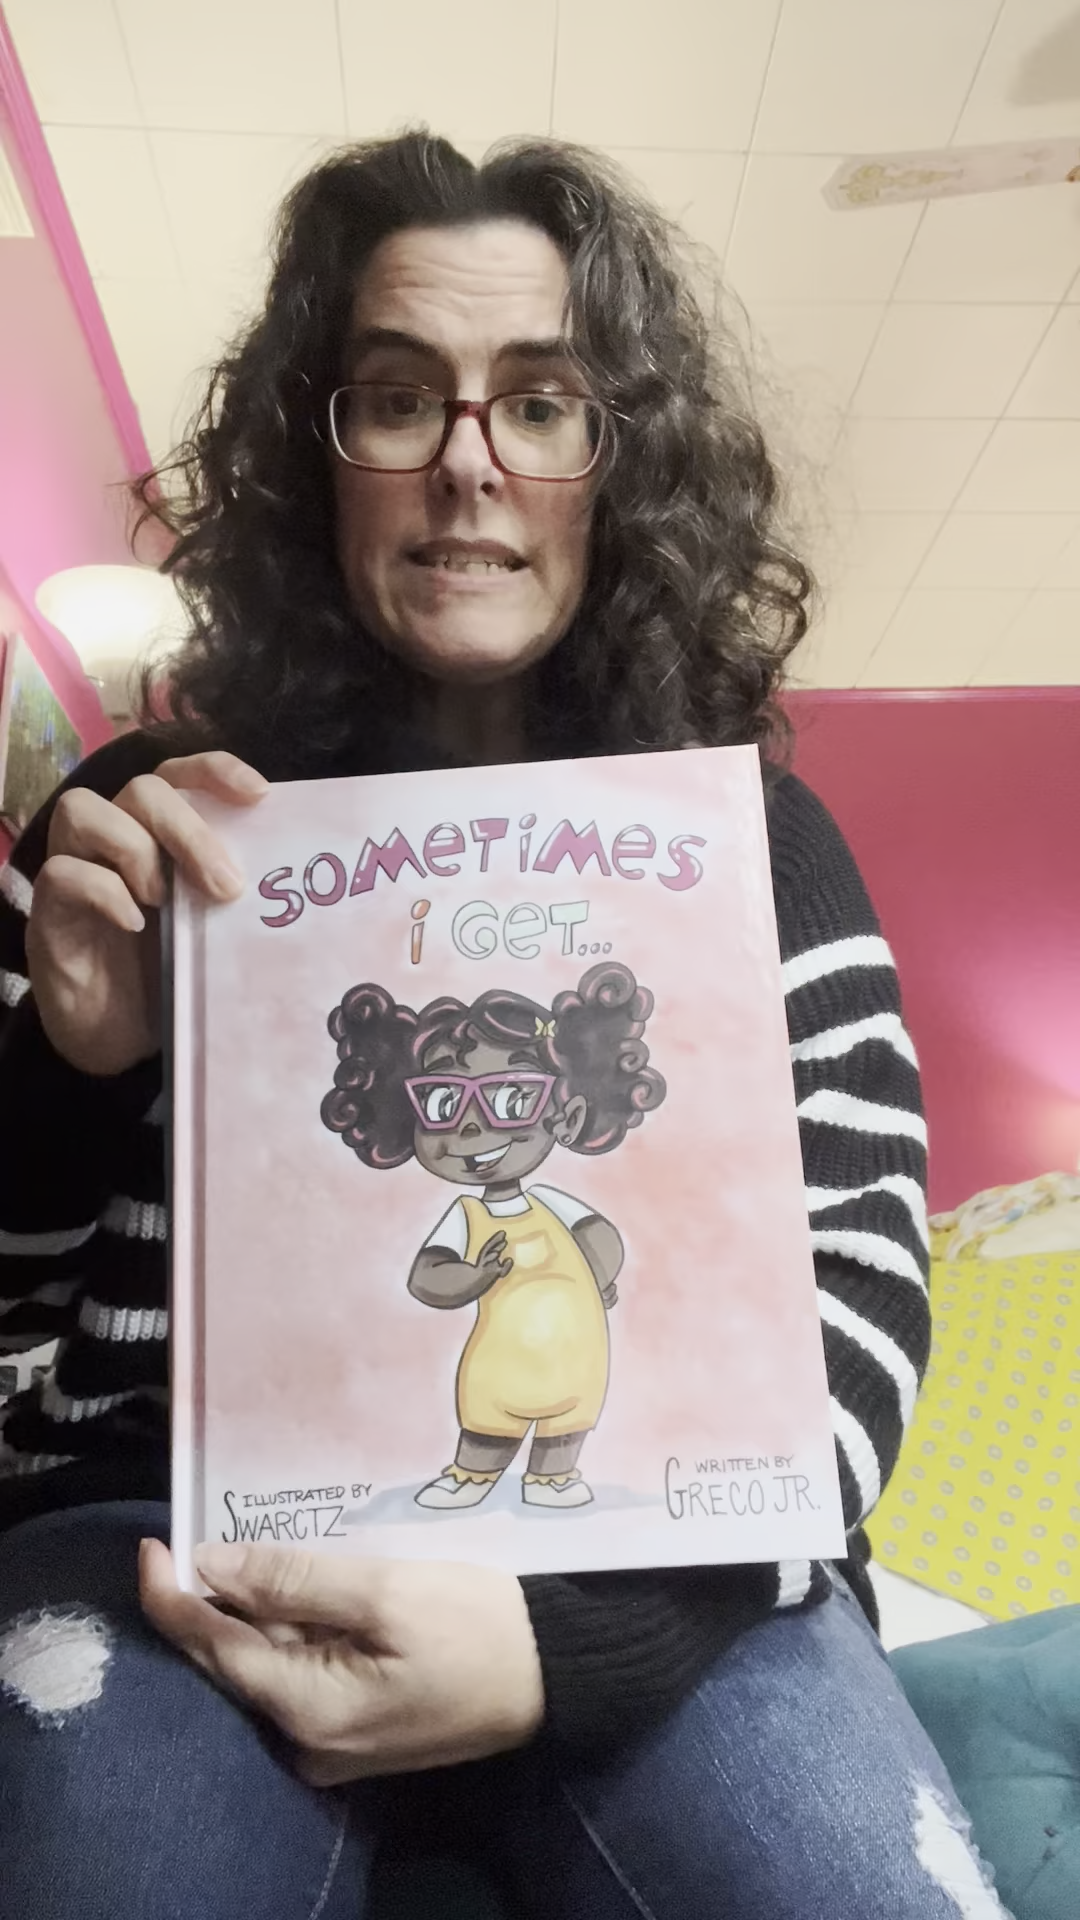 SOMETIMES
i GET...
ILLUSTRATED BY
SWARCTZ
WRITTEN BY
GRECO JR.